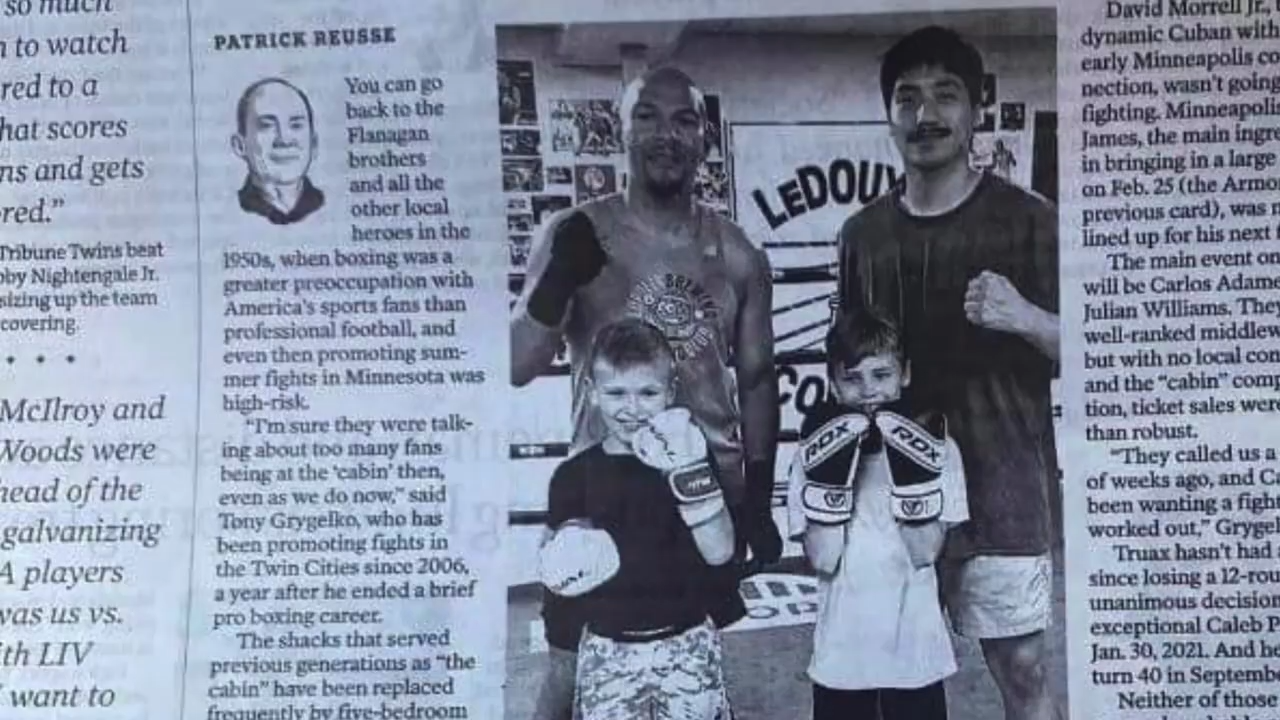 so much
to watch
red to a
hat scores
ns and gets
red.”
Tribune Twins beat
by Nightengale Jr.
sizing up the team
covering.
• • •
McIlroy and
Woods were
head of the
galvanizing
A players
was us vs.
ith LIV
want to
PATRICK REUSSE
You can go
back to the
Flanagan
brothers
and all the
other local
heroes in the
1950s, when boxing was a
greater preoccupation with
America’s sports fans than
professional football, and
even then promoting sum-
mer fights in Minnesota was
high-risk.
“I’m sure they were talk-
ing about too many fans
being at the ‘cabin’ then,
even as we do now,” said
Tony Grygelko, who has
been promoting fights in
the Twin Cities since 2006,
a year after he ended a brief
pro boxing career.
The shacks that served
previous generations as “the
cabin” have been replaced
frequently by five-bedroom
LEDOU
BREWING
RDX
RDX
David Morrell Jr.,
dynamic Cuban with
early Minneapolis co
nection, wasn’t going
fighting. Minneapolis
James, the main ingre
in bringing in a large
on Feb. 25 (the Armo
previous card), was
lined up for his next
The main event on
will be Carlos Adame
Julian Williams. They
well-ranked middlew
but with no local con
and the “cabin” comp
tion, ticket sales were
than robust.
“They called us a
of weeks ago, and Ca
been wanting a fight
worked out,” Grygel
Truax hasn’t had
since losing a 12-rou
unanimous decision
exceptional Caleb P
Jan. 30, 2021. And he
turn 40 in Septembe
Neither of those